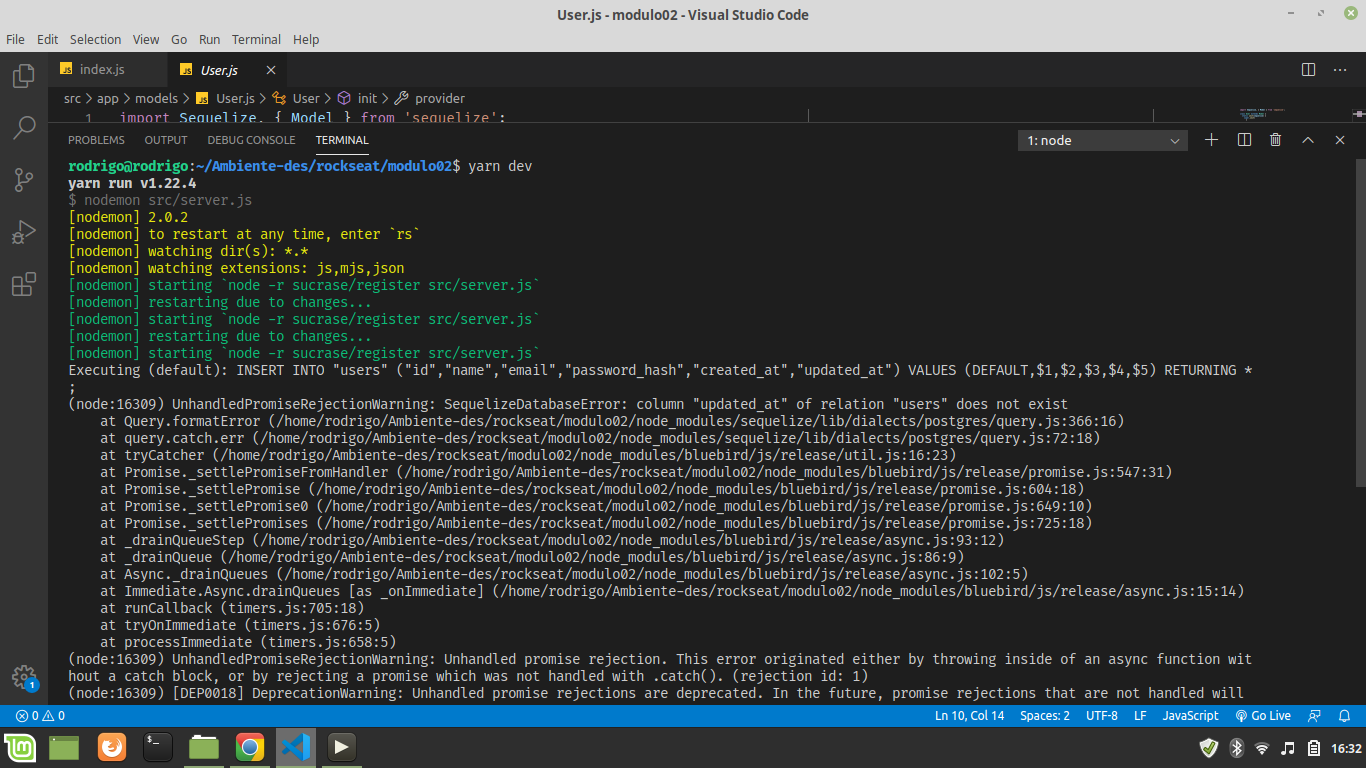 User.js - modulo02 - Visual Studio Code
File Edit Selection View Go Run Terminal Help
index.js User.js
src > app > models > User.js > User > init > provider
1 import Sequelize, { Model } from 'sequelize';
PROBLEMS OUTPUT DEBUG CONSOLE TERMINAL 1: node
rodrigo@rodrigo:~/Ambiente-des/rockseat/modulo02$ yarn dev
yarn run v1.22.4
$ nodemon src/server.js
[nodemon] 2.0.2
[nodemon] to restart at any time, enter `rs`
[nodemon] watching dir(s): *.*
[nodemon] watching extensions: js,mjs,json
[nodemon] starting `node -r sucrase/register src/server.js`
[nodemon] restarting due to changes...
[nodemon] starting `node -r sucrase/register src/server.js`
[nodemon] restarting due to changes...
[nodemon] starting `node -r sucrase/register src/server.js`
Executing (default): INSERT INTO "users" ("id","name","email","password_hash","created_at","updated_at") VALUES (DEFAULT,$1,$2,$3,$4,$5) RETURNING *
;
(node:16309) UnhandledPromiseRejectionWarning: SequelizeDatabaseError: column "updated_at" of relation "users" does not exist
at Query.formatError (/home/rodrigo/Ambiente-des/rockseat/modulo02/node_modules/sequelize/lib/dialects/postgres/query.js:366:16)
at query.catch.err (/home/rodrigo/Ambiente-des/rockseat/modulo02/node_modules/sequelize/lib/dialects/postgres/query.js:72:18)
at tryCatcher (/home/rodrigo/Ambiente-des/rockseat/modulo02/node_modules/bluebird/js/release/util.js:16:23)
at Promise._settlePromiseFromHandler (/home/rodrigo/Ambiente-des/rockseat/modulo02/node_modules/bluebird/js/release/promise.js:547:31)
at Promise._settlePromise (/home/rodrigo/Ambiente-des/rockseat/modulo02/node_modules/bluebird/js/release/promise.js:604:18)
at Promise._settlePromise0 (/home/rodrigo/Ambiente-des/rockseat/modulo02/node_modules/bluebird/js/release/promise.js:649:10)
at Promise._settlePromises (/home/rodrigo/Ambiente-des/rockseat/modulo02/node_modules/bluebird/js/release/promise.js:725:18)
at _drainQueueStep (/home/rodrigo/Ambiente-des/rockseat/modulo02/node_modules/bluebird/js/release/async.js:93:12)
at _drainQueue (/home/rodrigo/Ambiente-des/rockseat/modulo02/node_modules/bluebird/js/release/async.js:86:9)
at Async._drainQueues (/home/rodrigo/Ambiente-des/rockseat/modulo02/node_modules/bluebird/js/release/async.js:102:5)
at Immediate.Async.drainQueues [as _onImmediate] (/home/rodrigo/Ambiente-des/rockseat/modulo02/node_modules/bluebird/js/release/async.js:15:14)
at runCallback (timers.js:705:18)
at tryOnImmediate (timers.js:676:5)
at processImmediate (timers.js:658:5)
(node:16309) UnhandledPromiseRejectionWarning: Unhandled promise rejection. This error originated either by throwing inside of an async function wit
hout a catch block, or by rejecting a promise which was not handled with .catch(). (rejection id: 1)
(node:16309) [DEP0018] DeprecationWarning: Unhandled promise rejections are deprecated. In the future, promise rejections that are not handled will
0 0 Ln 10, Col 14 Spaces: 2 UTF-8 LF JavaScript Go Live
16:32